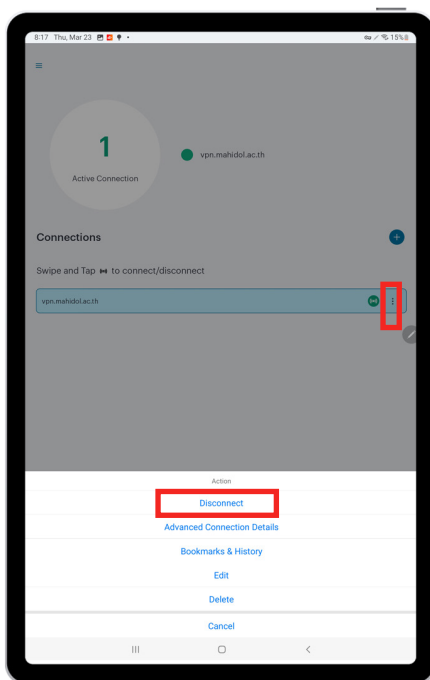 8:17 Thu, Mar 23
15%
1
Active Connection
vpn.mahidol.ac.th
Connections
Swipe and Tap to connect/disconnect
vpn.mahidol.ac.th
Action
Disconnect
Advanced Connection Details
Bookmarks & History
Edit
Delete
Cancel